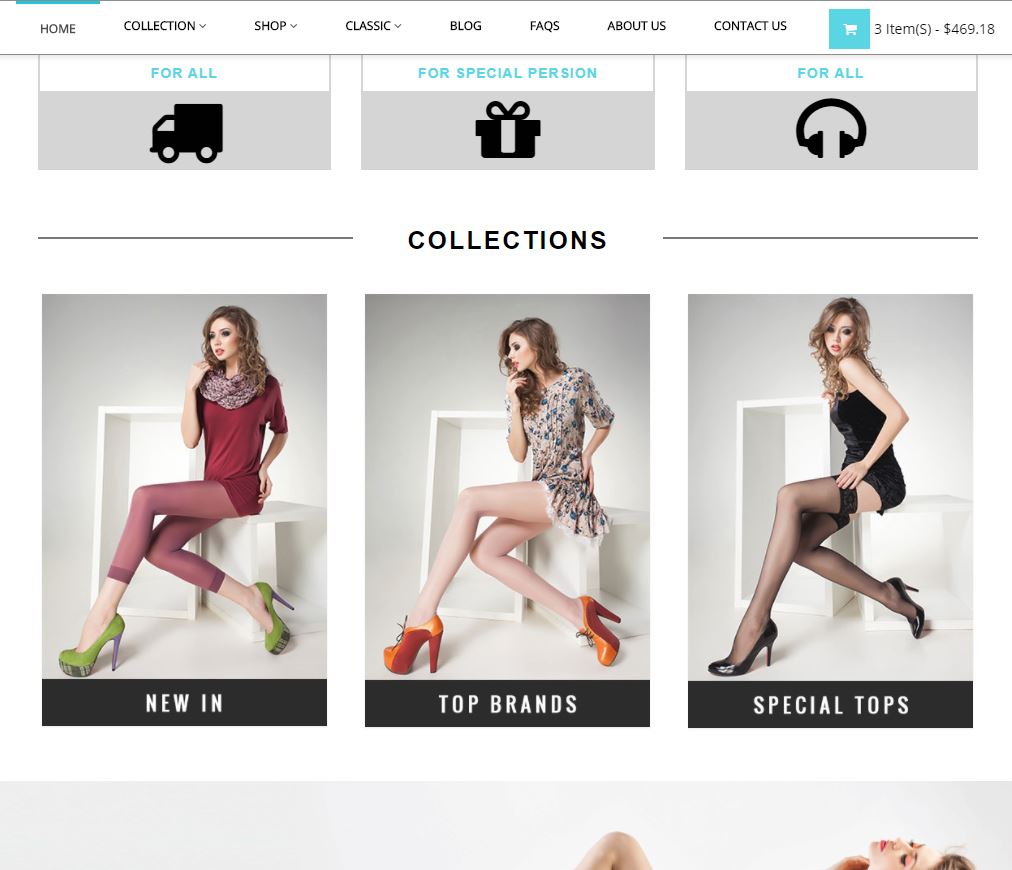 HOME COLLECTION SHOP CLASSIC BLOG FAQS ABOUT US CONTACT US 3 Item(S) - $469.18
FOR ALL FOR SPECIAL PERSION FOR ALL
COLLECTIONS
NEW IN TOP BRANDS SPECIAL TOPS